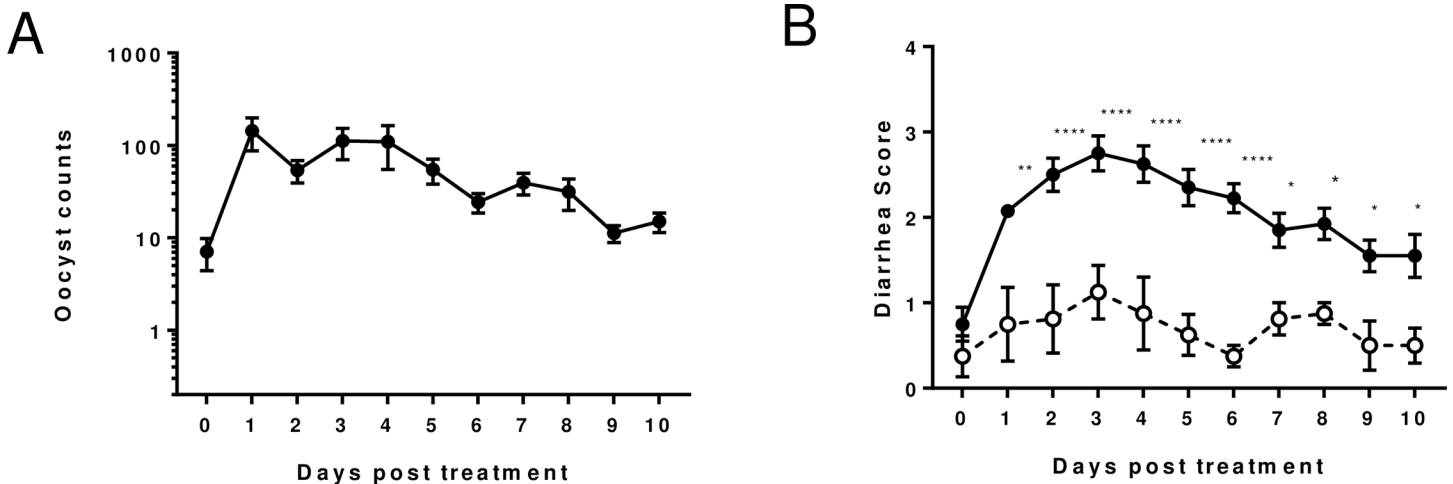 A
1000
100
10
1
Oocyst counts
0 1 2 3 4 5 6 7 8 9 10
Days post treatment
B
4
3
2
1
0
Diarrhea Score
** **** **** **** **** **** * * * *
0 1 2 3 4 5 6 7 8 9 10
Days post treatment